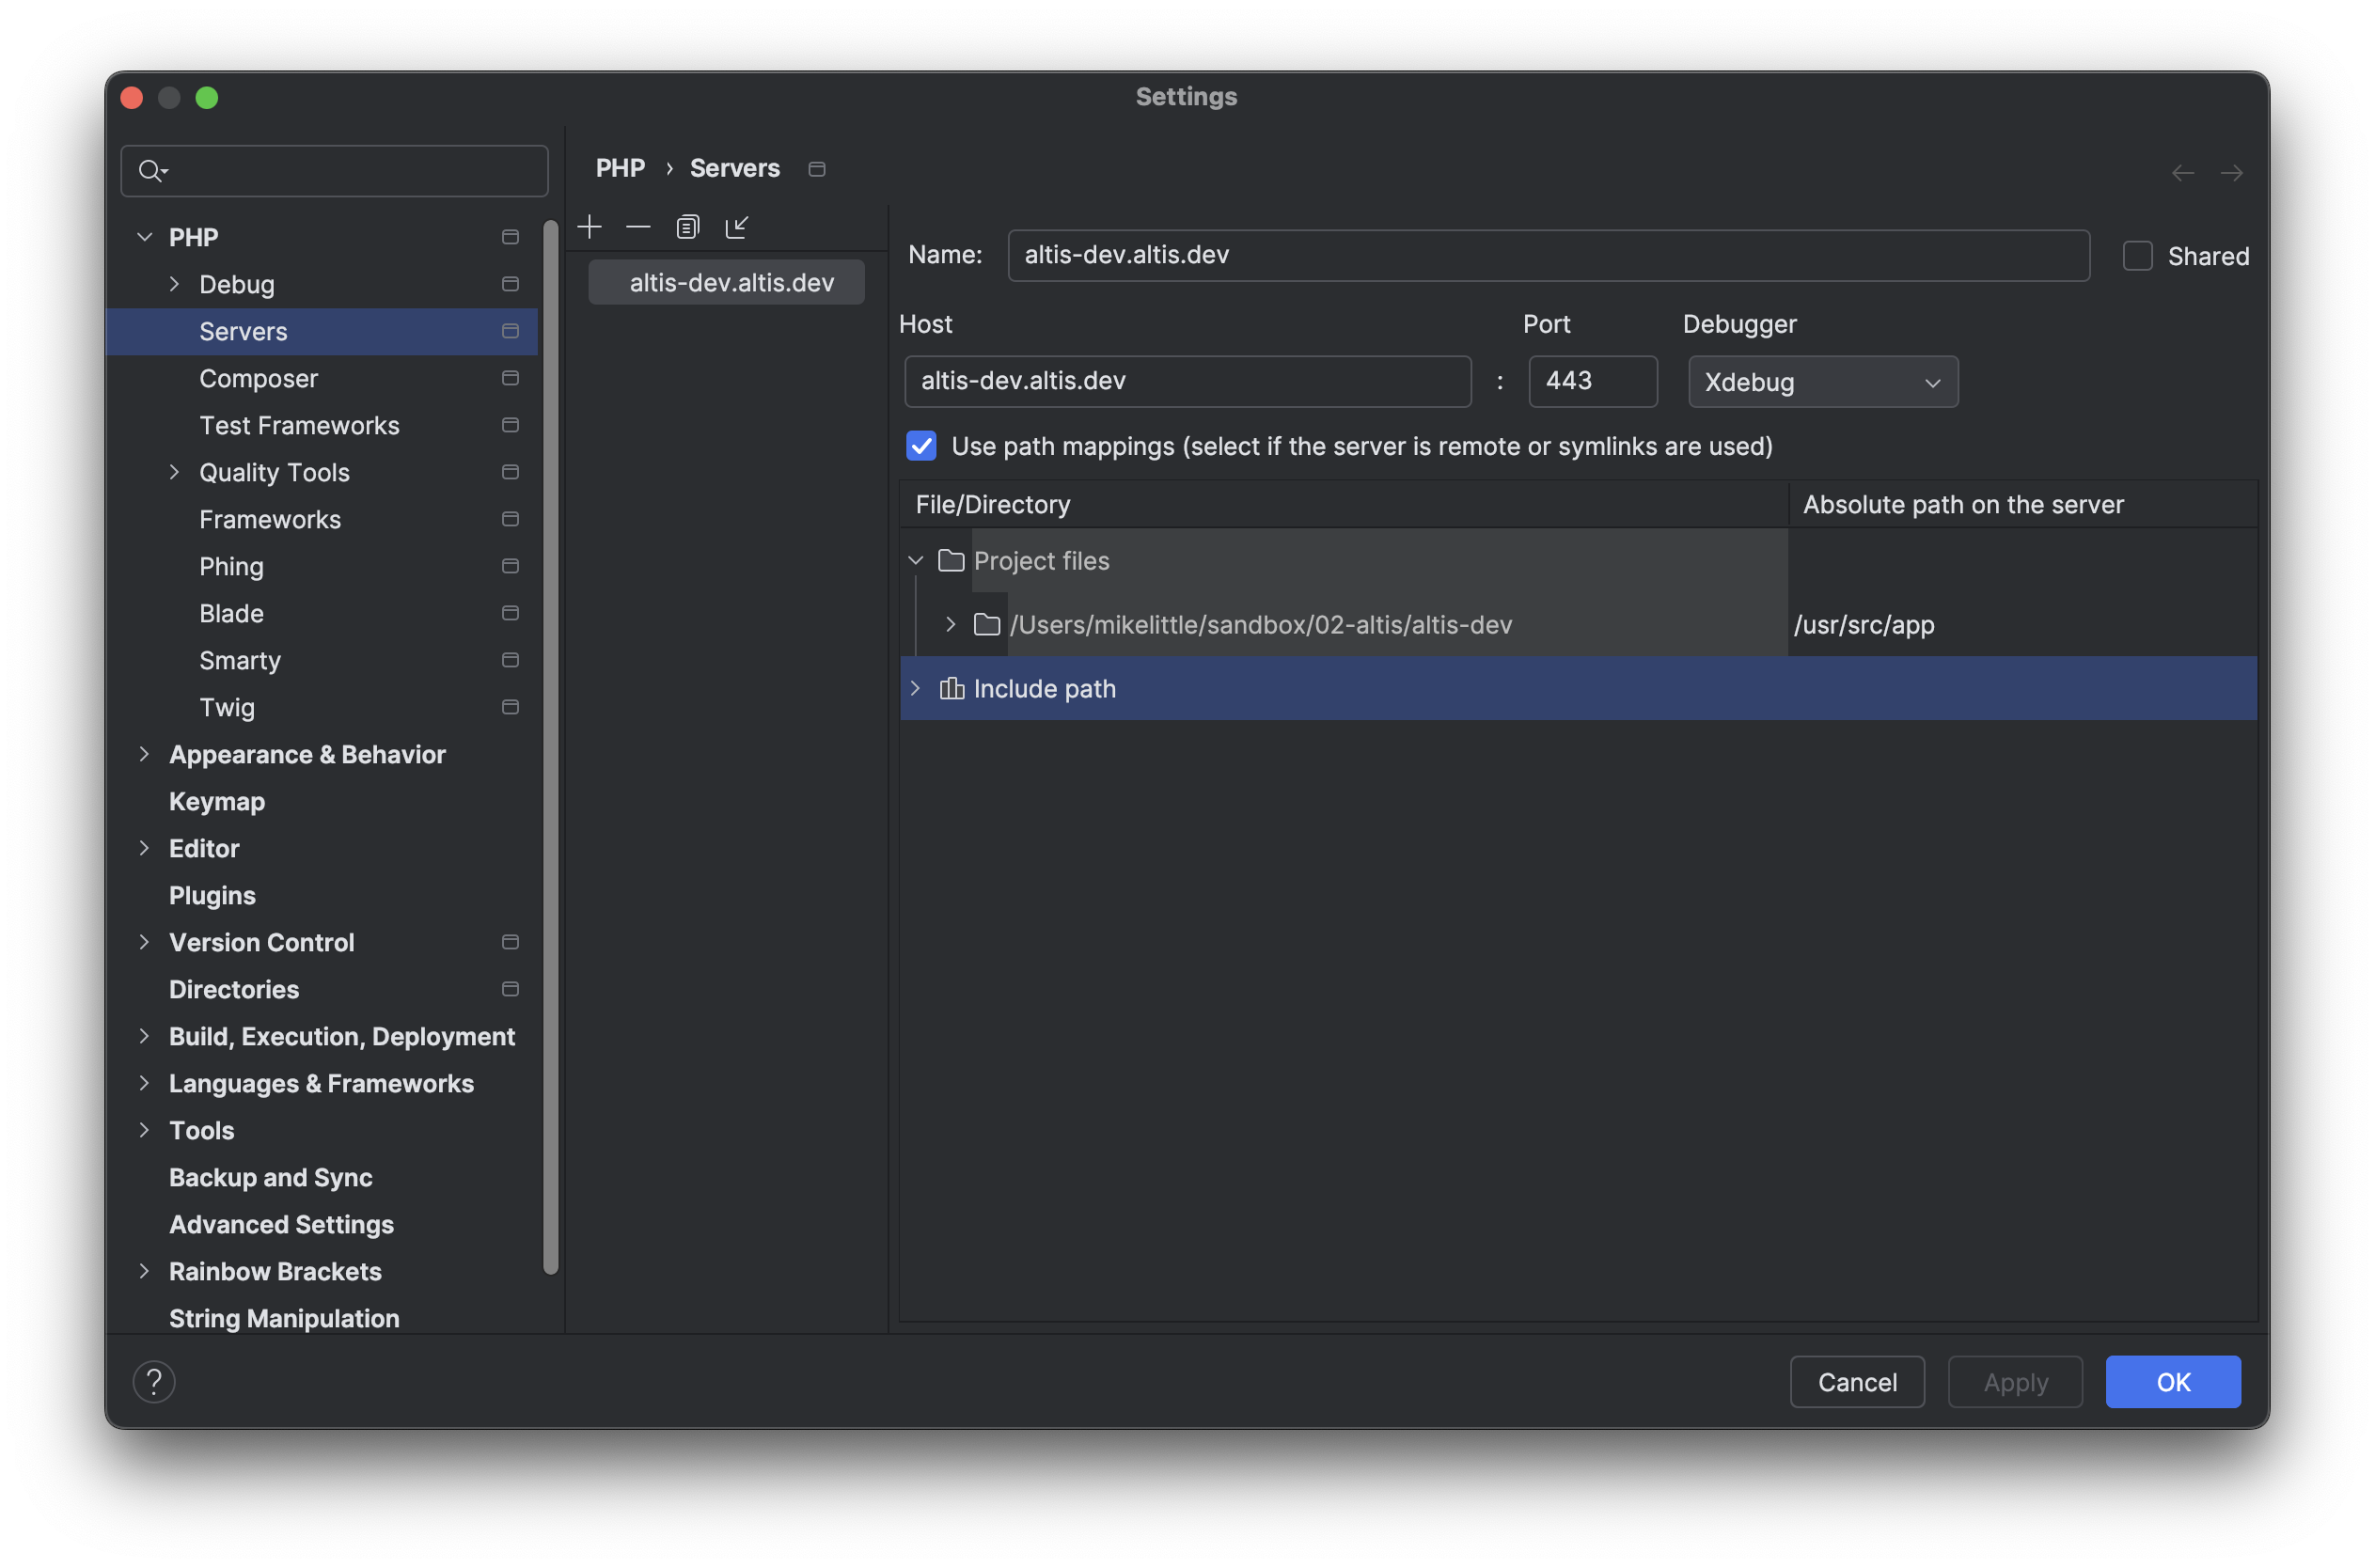 Settings
PHP
Debug
Servers
Composer
Test Frameworks
Quality Tools
Frameworks
Phing
Blade
Smarty
Twig
Appearance & Behavior
Keymap
Editor
Plugins
Version Control
Directories
Build, Execution, Deployment
Languages & Frameworks
Tools
Backup and Sync
Advanced Settings
Rainbow Brackets
String Manipulation
PHP › Servers
altis-dev.altis.dev
Name: altis-dev.altis.dev Shared
Host Port Debugger
altis-dev.altis.dev : 443 Xdebug
Use path mappings (select if the server is remote or symlinks are used)
File/Directory Absolute path on the server
Project files
/Users/mikelittle/sandbox/02-altis/altis-dev /usr/src/app
Include path
? Cancel Apply OK